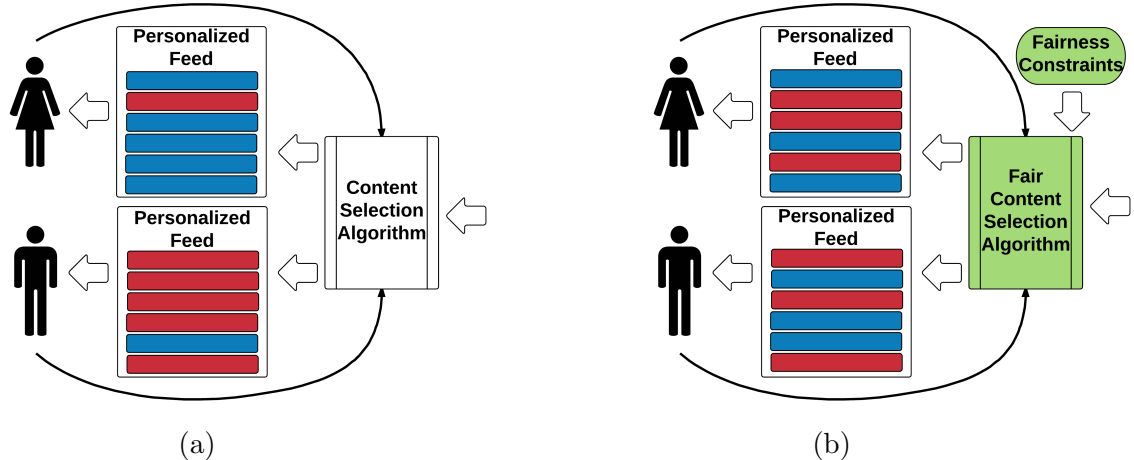 Personalized
Feed
Personalized
Feed
Content
Selection
Algorithm
(a)
Personalized
Feed
Personalized
Feed
Fairness
Constraints
Fair
Content
Selection
Algorithm
(b)